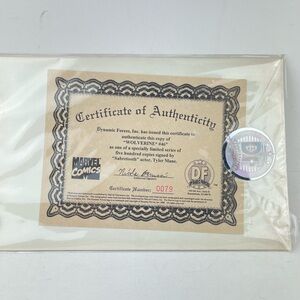 Certificate of Authenticity
Dynamic Forces, Inc. has issued this certificate to
authenticate this copy of
"WOLVERINE" #46"
as one of a specially limited series of
five hundred copies signed by
"Sabretooth" actor, Tyler Mane.
MARVEL
COMICS
DF
Certificate Number: 0079